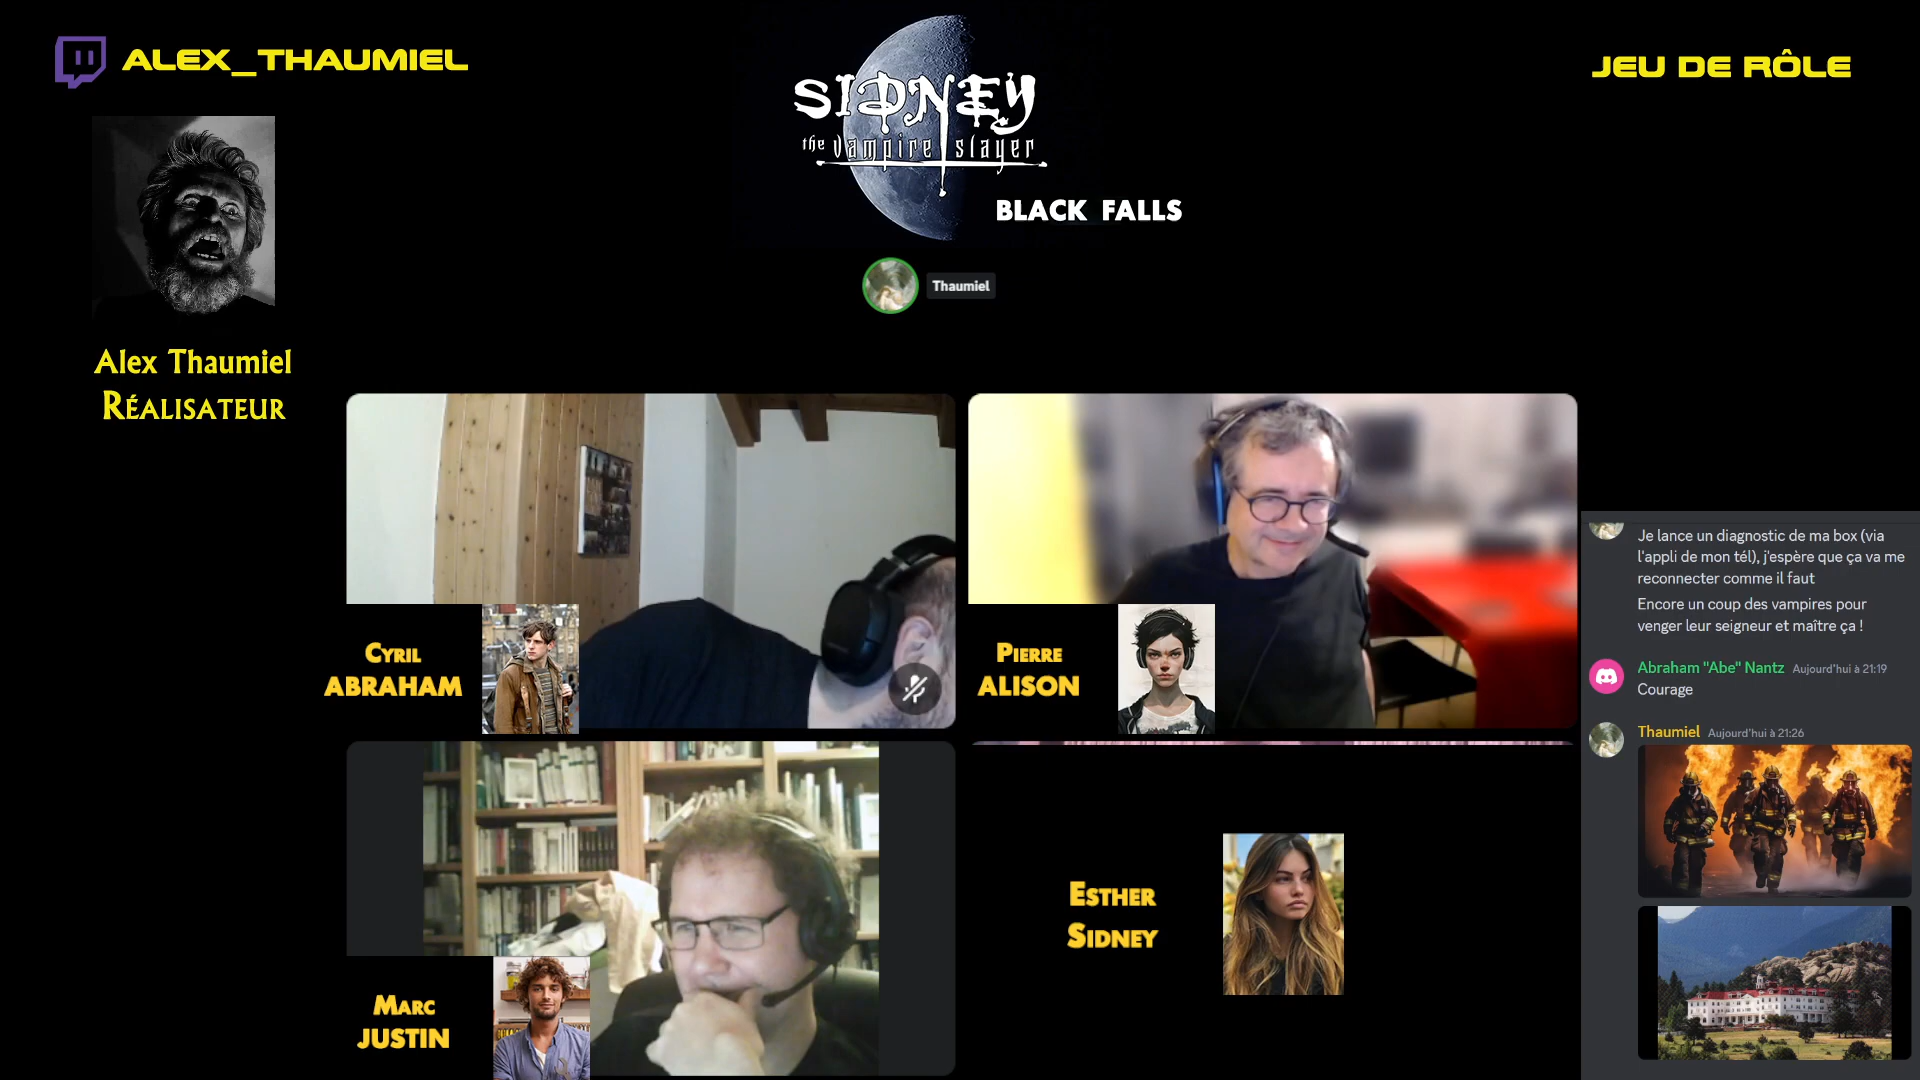 ALEX_THAUMIEL
JEU DE RÔLE
SIDNEY
the vampire slayer
BLACK FALLS
Thaumiel
Alex Thaumiel
RÉALISATEUR
CYRIL
ABRAHAM
PIERRE
ALISON
MARC
JUSTIN
ESTHER
SIDNEY
Je lance un diagnostic de ma box (via
l'appli de mon tél), j'espère que ça va me
reconnecter comme il faut
Encore un coup des vampires pour
venger leur seigneur et maître ça !
Abraham "Abe" Nantz Aujourd'hui à 21:19
Courage
Thaumiel Aujourd'hui à 21:26